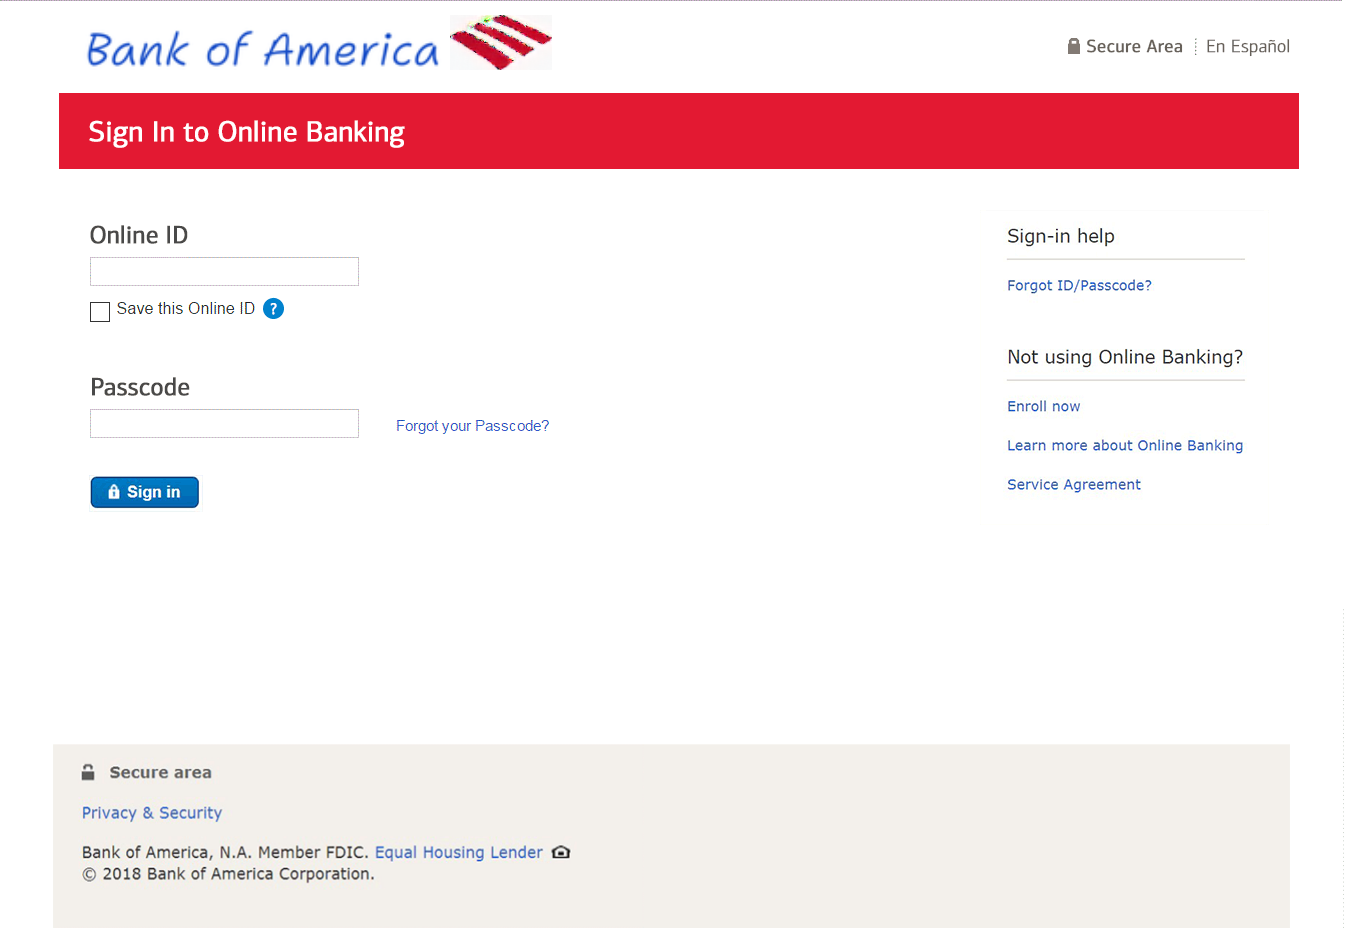 Bank of America
Secure Area
En Español
Sign In to Online Banking
Online ID
Save this Online ID ?
Passcode
Forgot your Passcode?
Sign in
Sign-in help
Forgot ID/Passcode?
Not using Online Banking?
Enroll now
Learn more about Online Banking
Service Agreement
Secure area
Privacy & Security
Bank of America, N.A. Member FDIC. Equal Housing Lender
© 2018 Bank of America Corporation.